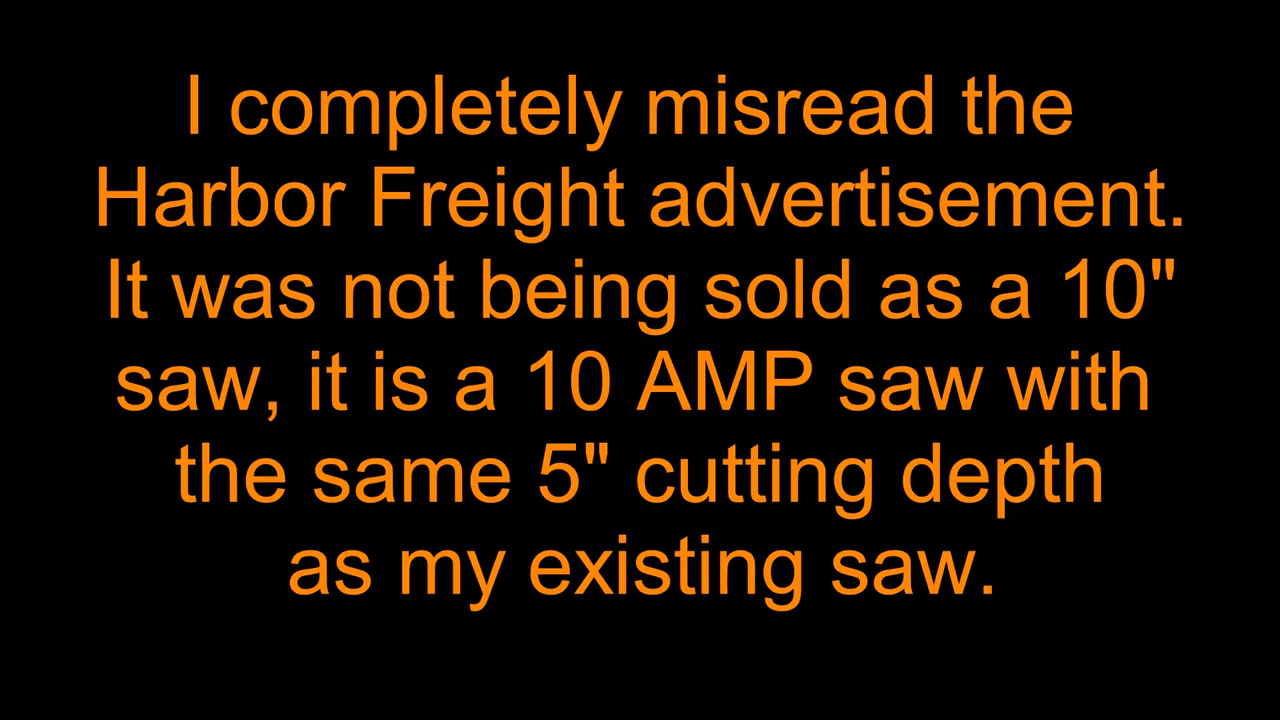 I completely misread the
Harbor Freight advertisement.
It was not being sold as a 10"
saw, it is a 10 AMP saw with
the same 5" cutting depth
as my existing saw.